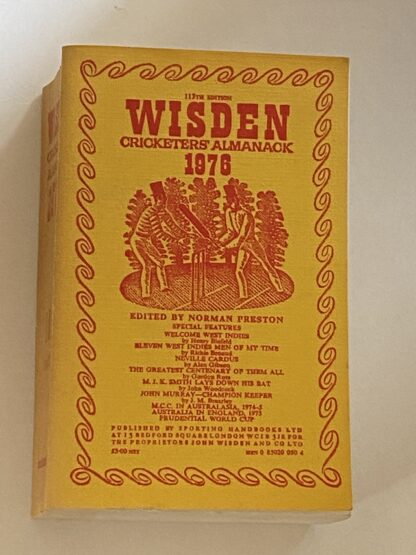 113TH EDITION
WISDEN
CRICKETERS' ALMANACK
1976
EDITED BY NORMAN PRESTON
SPECIAL FEATURES
WELCOME WEST INDIES
by Henry Blofeld
ELEVEN WEST INDIES MEN OF MY TIME
by Richie Benaud
NEVILLE CARDUS
by Alan Gibson
THE GREATEST CENTENARY OF THEM ALL
by Gordon Ross
M. J. K. SMITH LAYS DOWN HIS BAT
by John Woodcock
JOHN MURRAY—CHAMPION KEEPER
by J. M. Brearley
M.C.C. IN AUSTRALASIA, 1974-5
AUSTRALIA IN ENGLAND, 1975
PRUDENTIAL WORLD CUP
PUBLISHED BY SPORTING HANDBOOKS LTD
AT 13 BEDFORD SQUARE LONDON WC1B 3JE FOR
THE PROPRIETORS JOHN WISDEN AND CO LTD
ISBN 0 85020